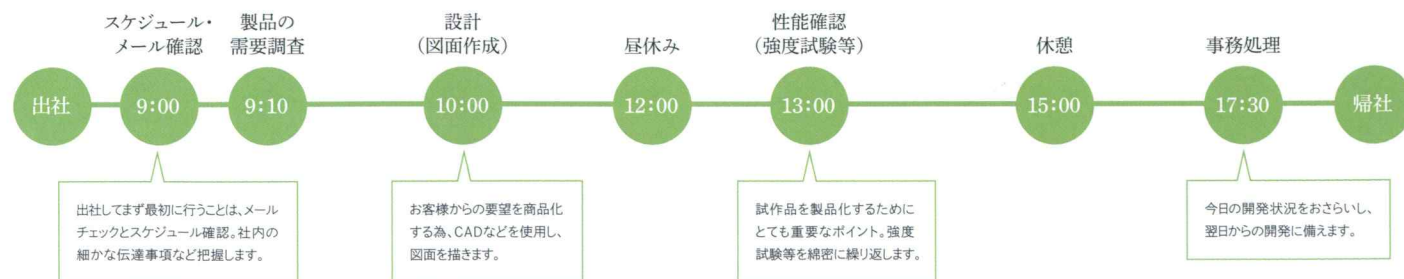 出社
スケジュール・
メール確認
9:00
出社してまず最初に行うことは、メール
チェックとスケジュール確認。社内の
細かな伝達事項など把握します。
製品の
需要調査
9:10
設計
（図面作成）
10:00
お客様からの要望を商品化
する為、CADなどを使用し、
図面を描きます。
昼休み
12:00
性能確認
（強度試験等）
13:00
試作品を製品化するために
とても重要なポイント。強度
試験等を綿密に繰り返します。
休憩
15:00
事務処理
17:30
今日の開発状況をおさらいし、
翌日からの開発に備えます。
帰社